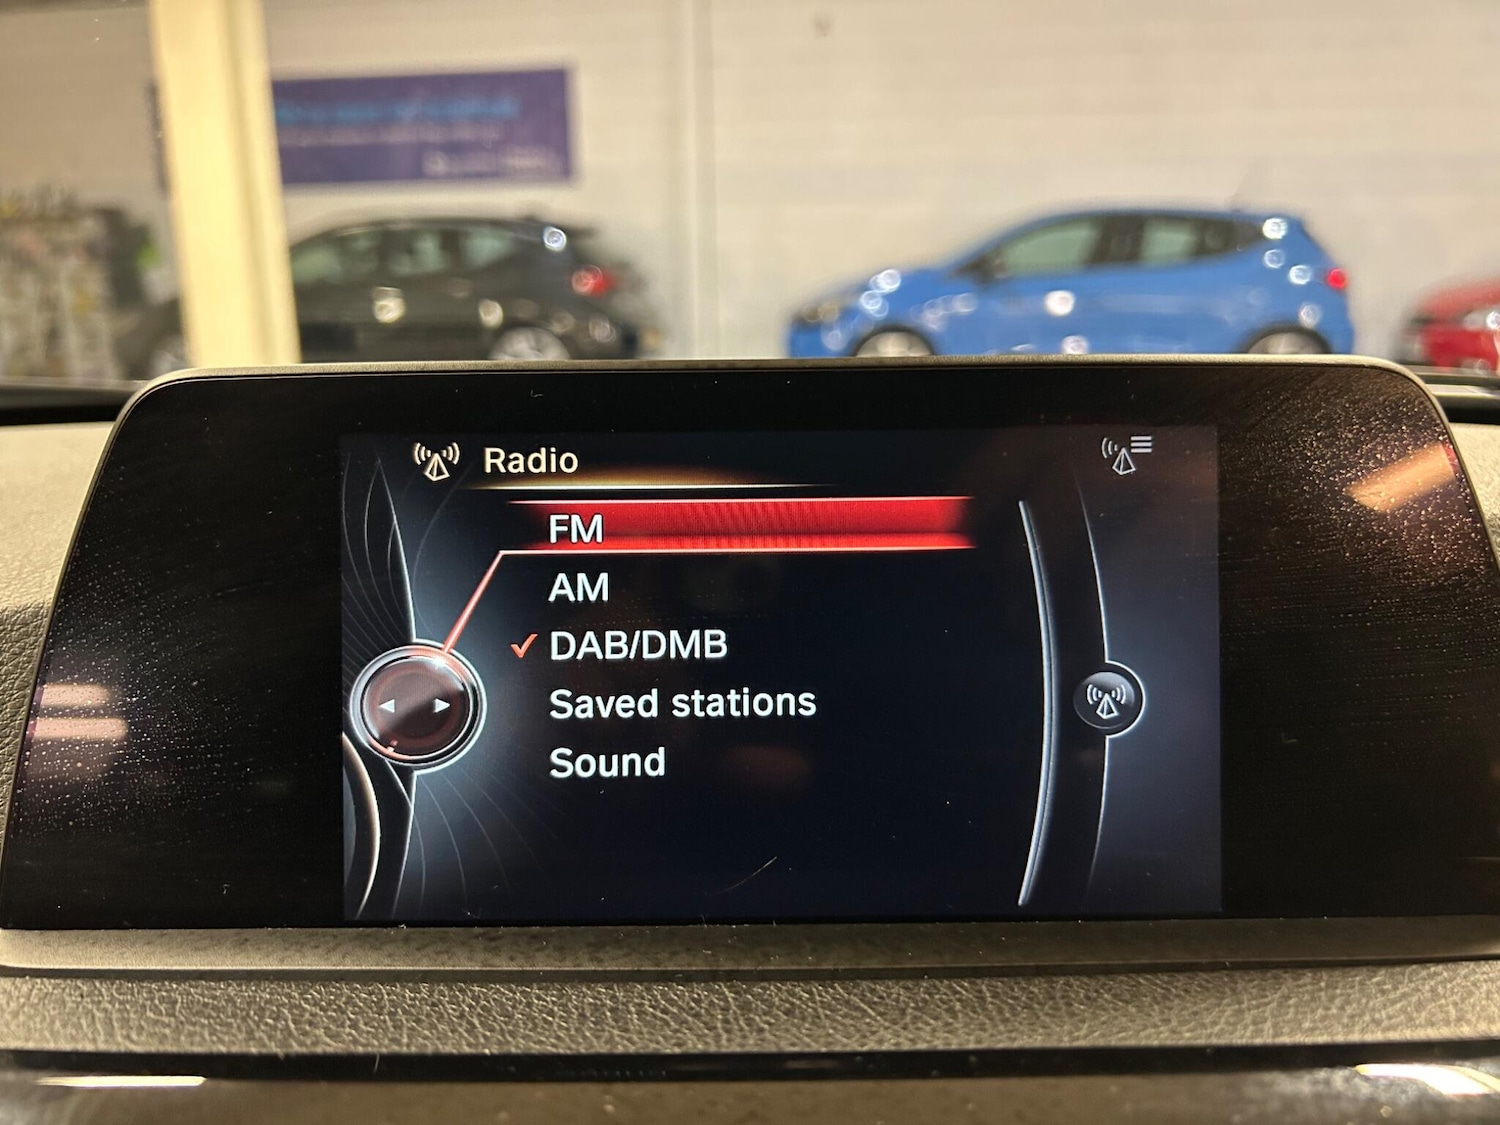 Radio
FM
AM
DAB/DMB
Saved stations
Sound